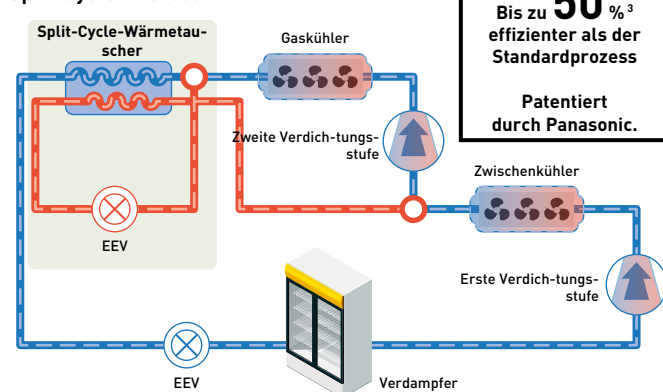 Split-Cycle-Wärmetau-
scher
Gaskühler
Bis zu 50 % ³
effizienter als der
Standardprozess
Patentiert
durch Panasonic.
Zweite Verdich-tungs-
stufe
Zwischenkühler
EEV
Erste Verdich-tungs-
stufe
EEV
Verdampfer